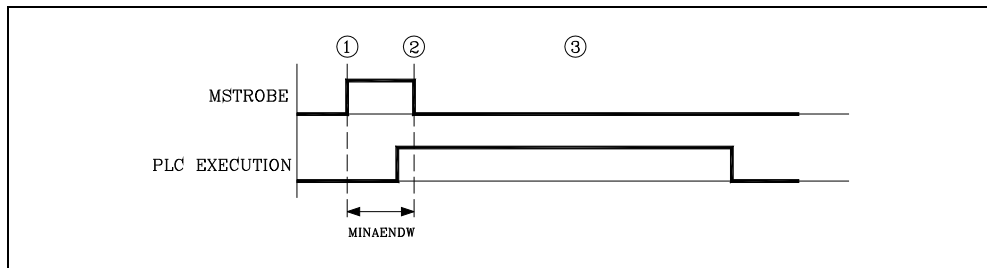 ① ② ③
MSTROBE
PLC EXECUTION
MINAENDW